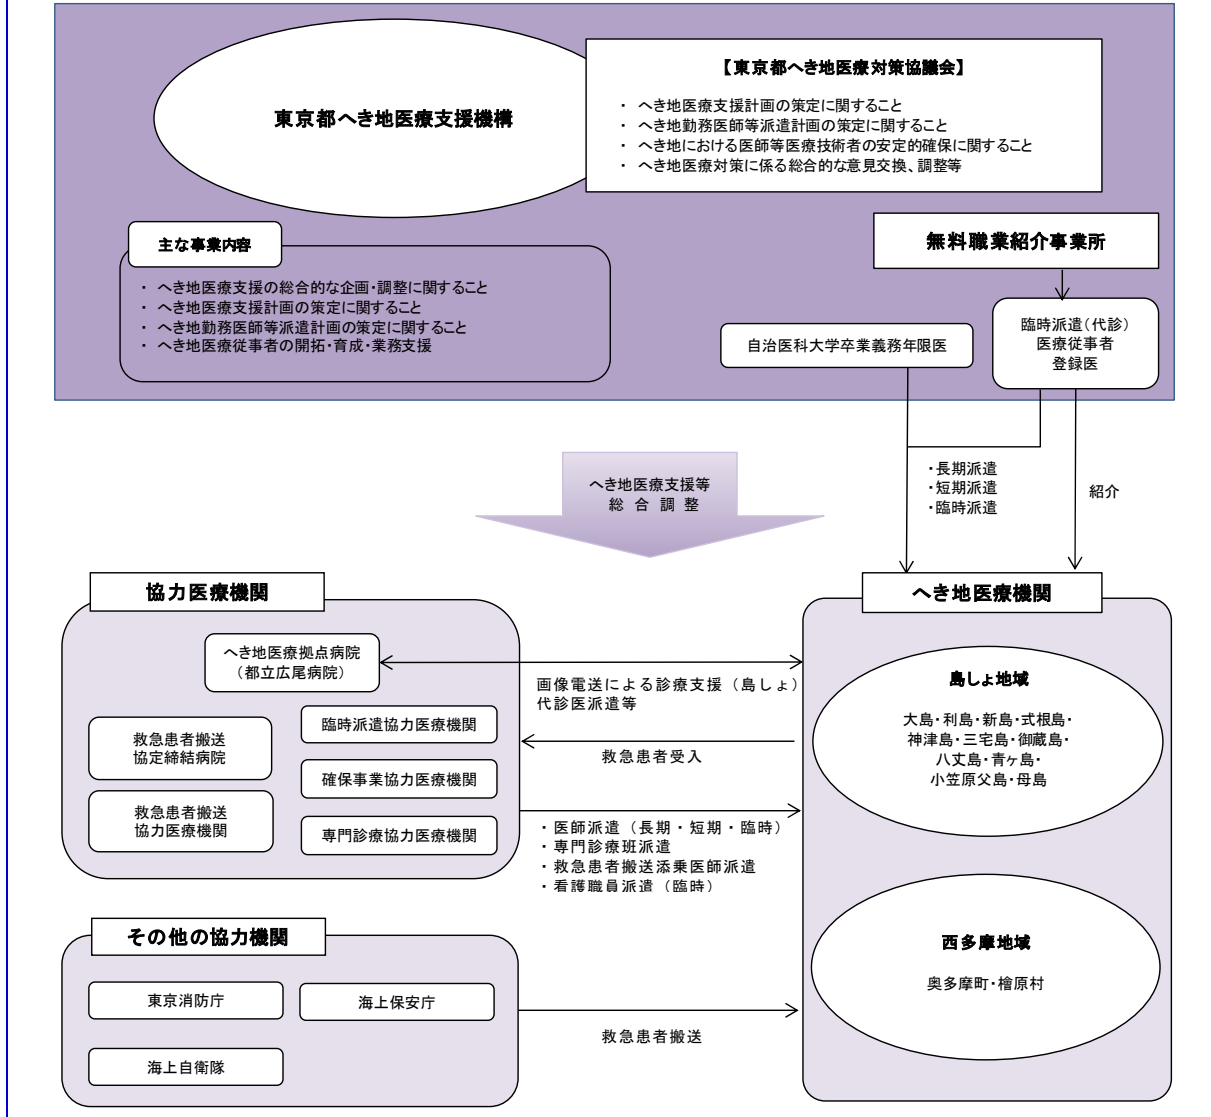 東京都へき地医療支援機構
【東京都へき地医療対策協議会】
・ へき地医療支援計画の策定に関すること
・ へき地勤務医師等派遣計画の策定に関すること
・ へき地における医師等医療技術者の安定的確保に関すること
・ へき地医療対策に係る総合的な意見交換、調整等
主な事業内容
・ へき地医療支援の総合的な企画・調整に関すること
・ へき地医療支援計画の策定に関すること
・ へき地勤務医師等派遣計画の策定に関すること
・ へき地医療従事者の開拓・育成・業務支援
無料職業紹介事業所
自治医科大学卒業義務年限医
臨時派遣（代診）
医療従事者
登録医
・長期派遣
・短期派遣
・臨時派遣
紹介
へき地医療支援等
総 合 調 整
協力医療機関
へき地医療拠点病院
（都立広尾病院）
救急患者搬送
協定締結病院
救急患者搬送
協力医療機関
臨時派遣協力医療機関
確保事業協力医療機関
専門診療協力医療機関
画像電送による診療支援（島しょ）
代診医派遣等
救急患者受入
・医師派遣（長期・短期・臨時）
・専門診療班派遣
・救急患者搬送添乗医師派遣
・看護職員派遣（臨時）
へき地医療機関
島しょ地域
大島・利島・新島・式根島・
神津島・三宅島・御蔵島・
八丈島・青ヶ島・
小笠原父島・母島
西多摩地域
奥多摩町・檜原村
その他の協力機関
東京消防庁
海上保安庁
海上自衛隊
救急患者搬送